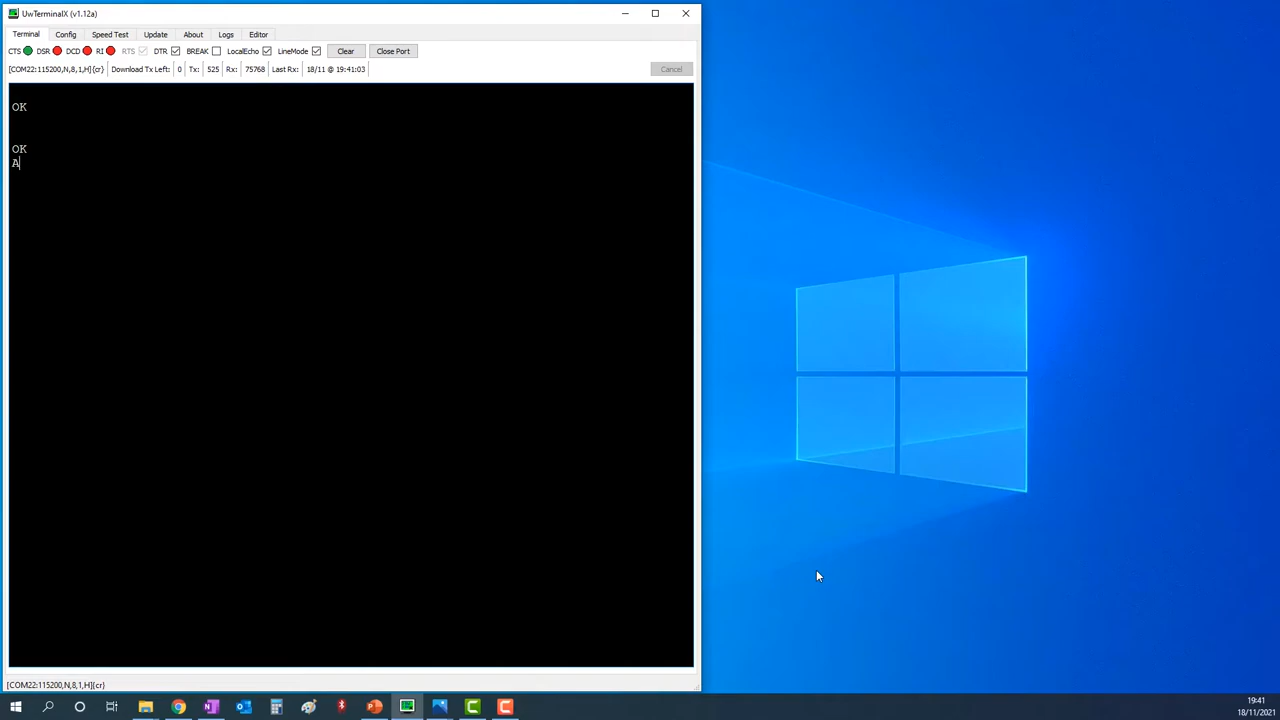 UwTerminalX (v1.12a)
Terminal Config Speed Test Update About Logs Editor
CTS DSR DCD RI RTS DTR BREAK LocalEcho LineMode Clear Close Port
[COM22:115200,N,8,1,H]{cr} Download Tx Left: 0 Tx: 525 Rx: 75768 Last Rx: 18/11 @ 19:41:03 Cancel
OK
OK
A
[COM22:115200,N,8,1,H]{cr}
19:41
18/11/2021